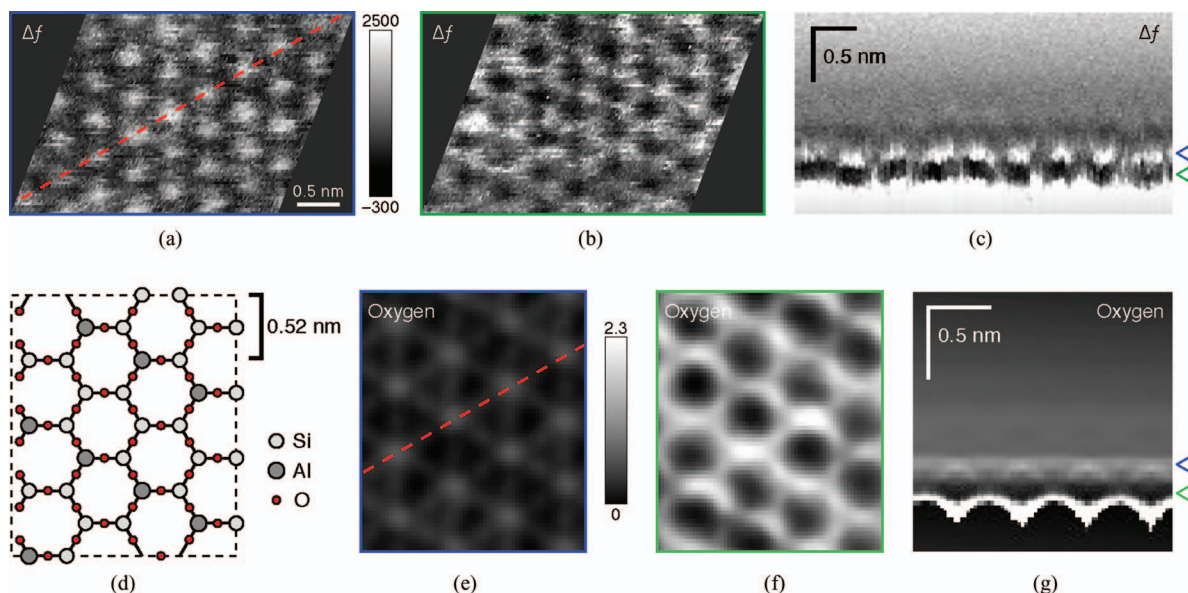 Δf
2500
-300
0.5 nm
(a)
Δf
(b)
0.5 nm
Δf
(c)
0.52 nm
Si
Al
O
(d)
Oxygen
2.3
0
(e)
Oxygen
(f)
0.5 nm
Oxygen
(g)